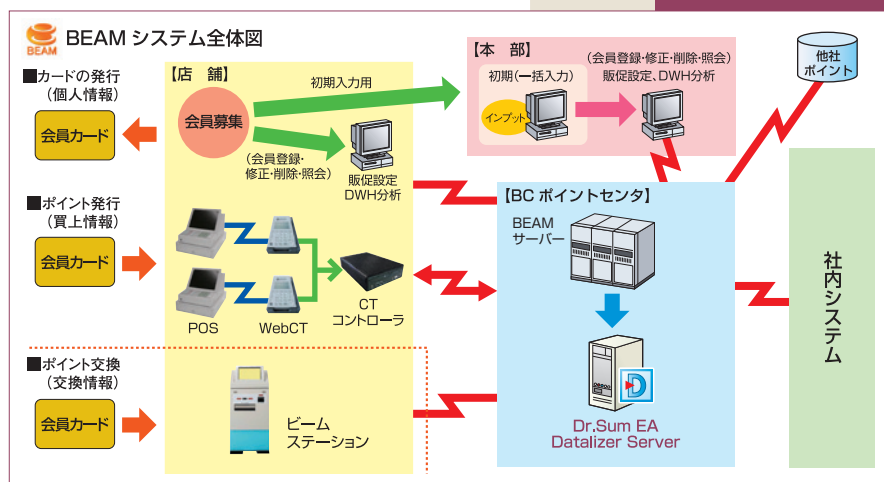 BEAM
BEAM システム全体図
■カードの発行
（個人情報）
会員カード
■ポイント発行
（買上情報）
会員カード
■ポイント交換
（交換情報）
会員カード
【店　舗】
会員募集
初期入力用
（会員登録・
修正・削除・照会）
販促設定
DWH分析
POS
WebCT
CT
コントローラ
ビーム
ステーション
【本　部】
初期（一括入力）
インプット
（会員登録・修正・削除・照会）
販促設定、DWH分析
他社
ポイント
【BC ポイントセンタ】
BEAM
サーバー
D
Dr.Sum EA
Datalizer Server
社内システム